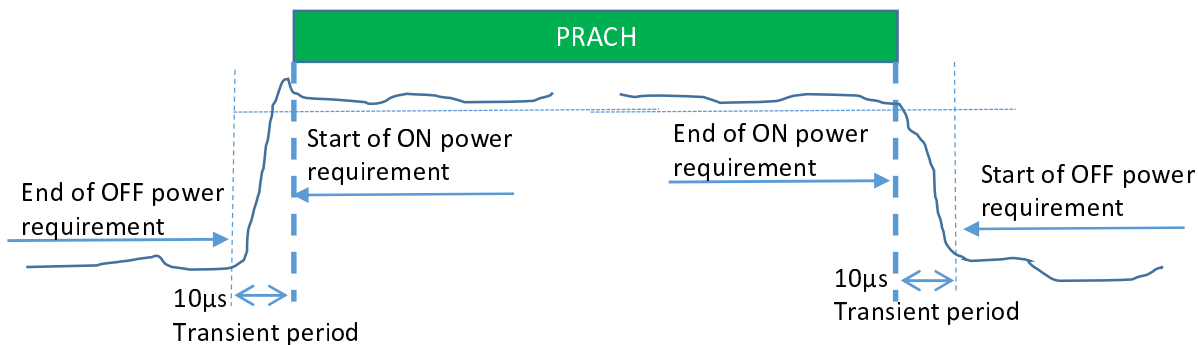 PRACH
Start of ON power
requirement
End of ON power
requirement
End of OFF power
requirement
Start of OFF power
requirement
10µs
Transient period
10µs
Transient period